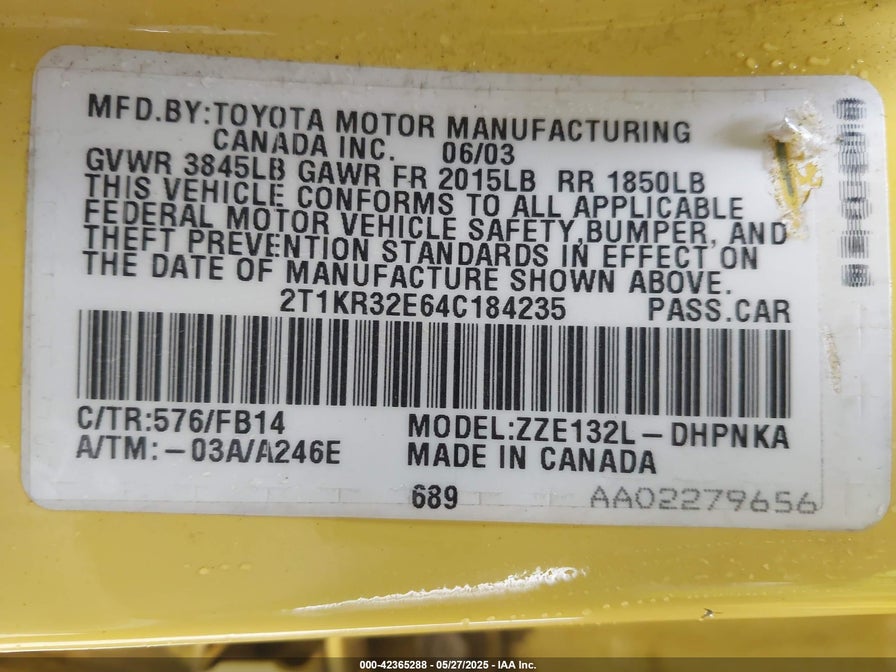 MFD.BY:TOYOTA MOTOR MANUFACTURING
CANADA INC. 06/03
GVWR 3845LB GAWR FR 2015LB RR 1850LB
THIS VEHICLE CONFORMS TO ALL APPLICABLE
FEDERAL MOTOR VEHICLE SAFETY,BUMPER, AND
THEFT PREVENTION STANDARDS IN EFFECT ON
THE DATE OF MANUFACTURE SHOWN ABOVE.
2T1KR32E64C184235 PASS.CAR
C/TR:576/FB14 MODEL:ZZE132L-DHPNKA
A/TM:-03A/A246E MADE IN CANADA
689 AA02279656
000-42365288 - 05/27/2025 - IAA Inc.